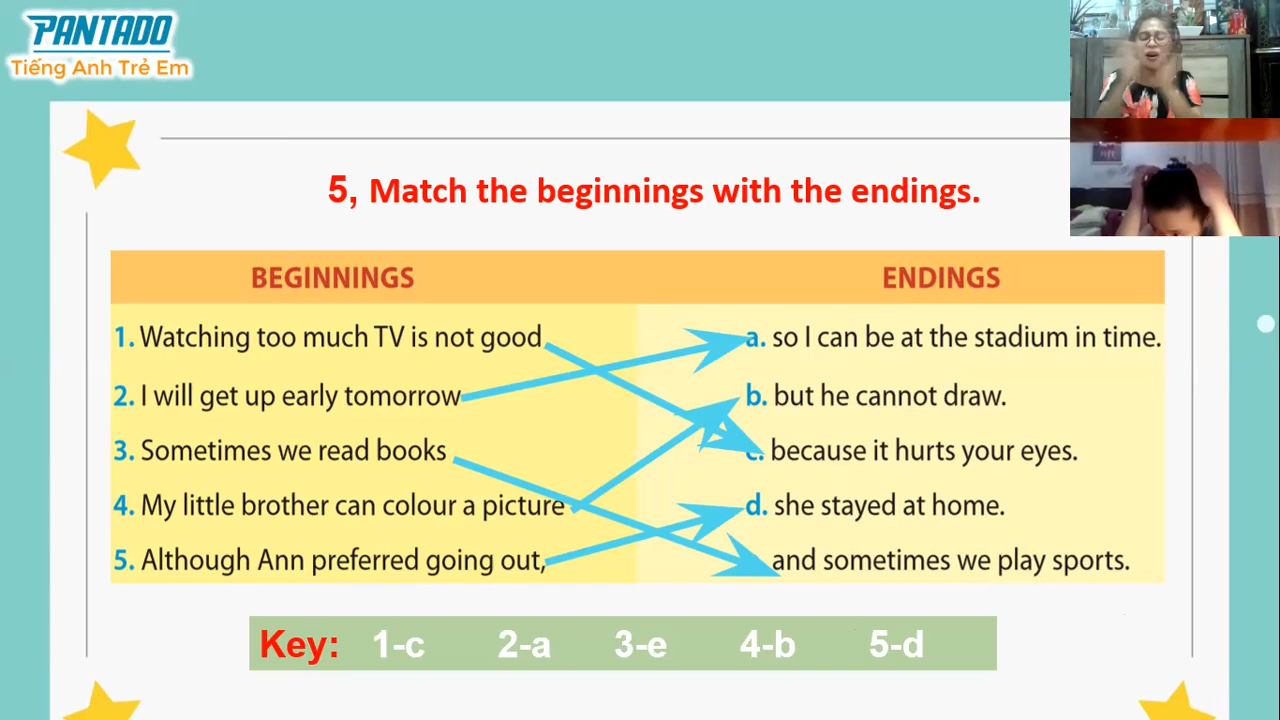 PANTADO
Tiếng Anh Trẻ Em
5, Match the beginnings with the endings.
BEGINNINGS
ENDINGS
1. Watching too much TV is not good
a. so I can be at the stadium in time.
2. I will get up early tomorrow
b. but he cannot draw.
3. Sometimes we read books
c. because it hurts your eyes.
4. My little brother can colour a picture
d. she stayed at home.
5. Although Ann preferred going out,
and sometimes we play sports.
Key: 1-c 2-a 3-e 4-b 5-d